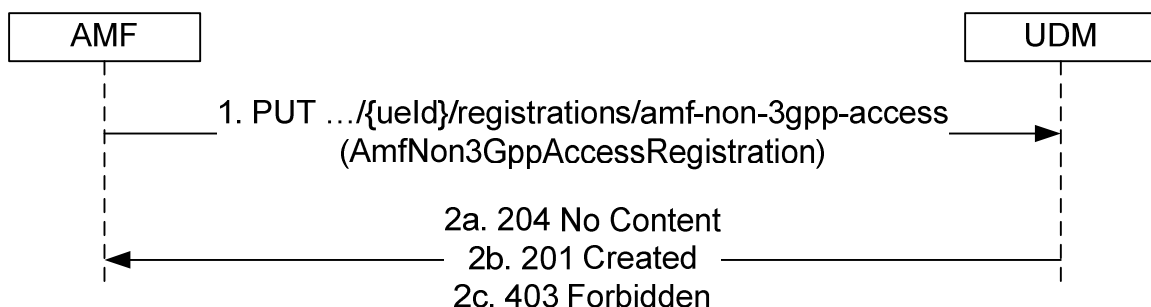 AMF
UDM
1. PUT …/{ueId}/registrations/amf-non-3gpp-access
(AmfNon3GppAccessRegistration)
2a. 204 No Content
2b. 201 Created
2c. 403 Forbidden